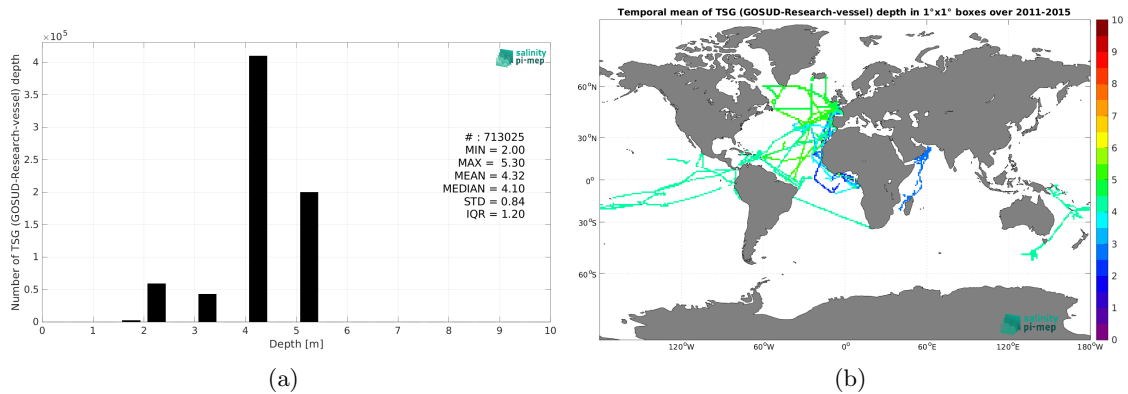 ×10⁵
4
3.5
3
2.5
2
1.5
1
0.5
0
Number of TSG (GOSUD-Research-vessel) depth
salinity
pi-mep
# : 713025
MIN = 2.00
MAX = 5.30
MEAN = 4.32
MEDIAN = 4.10
STD = 0.84
IQR = 1.20
0 1 2 3 4 5 6 7 8 9 10
Depth [m]
(a)
Temporal mean of TSG (GOSUD-Research-vessel) depth in 1°x1° boxes over 2011-2015
60°N
30°N
0°
30°S
60°S
120°W 60°W 0° 60°E 120°E 180°W
salinity
pi-mep
10
9
8
7
6
5
4
3
2
1
0
(b)